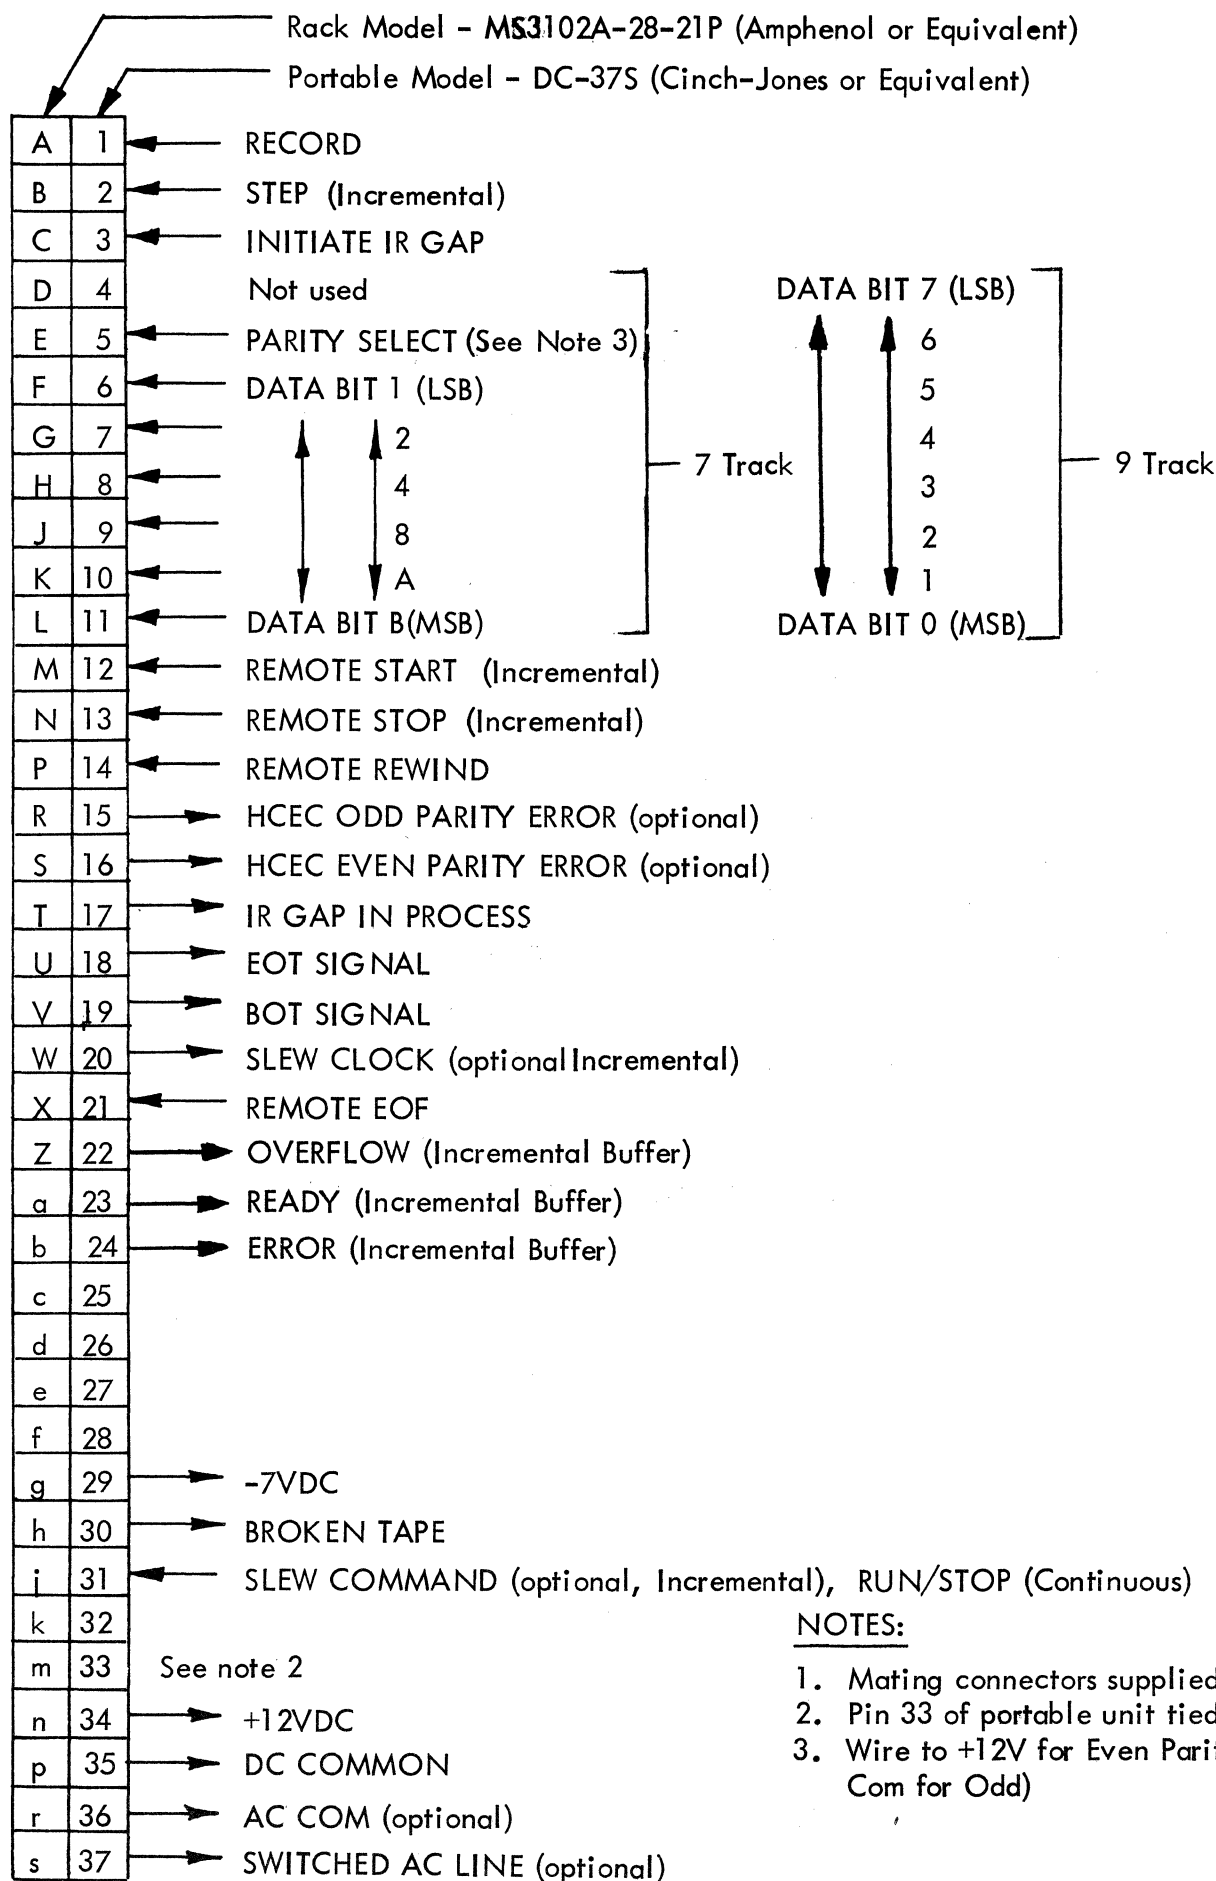 Rack Model - MS3102A-28-21P (Amphenol or Equivalent)
Portable Model - DC-37S (Cinch-Jones or Equivalent)
A 1 RECORD
B 2 STEP (Incremental)
C 3 INITIATE IR GAP
D 4 Not used DATA BIT 7 (LSB)
E 5 PARITY SELECT (See Note 3) 6
F 6 DATA BIT 1 (LSB) 5
G 7 2 4
7 Track 9 Track
H 8 4 3
J 9 8 2
K 10 A 1
L 11 DATA BIT B(MSB) DATA BIT 0 (MSB)
M 12 REMOTE START (Incremental)
N 13 REMOTE STOP (Incremental)
P 14 REMOTE REWIND
R 15 HCEC ODD PARITY ERROR (optional)
S 16 HCEC EVEN PARITY ERROR (optional)
T 17 IR GAP IN PROCESS
U 18 EOT SIGNAL
V 19 BOT SIGNAL
W 20 SLEW CLOCK (optional Incremental)
X 21 REMOTE EOF
Z 22 OVERFLOW (Incremental Buffer)
a 23 READY (Incremental Buffer)
b 24 ERROR (Incremental Buffer)
c 25
d 26
e 27
f 28
g 29 -7VDC
h 30 BROKEN TAPE
j 31 SLEW COMMAND (optional, Incremental), RUN/STOP (Continuous)
k 32
m 33 See note 2
n 34 +12VDC
p 35 DC COMMON
r 36 AC COM (optional)
s 37 SWITCHED AC LINE (optional)
NOTES:
1. Mating connectors supplied
2. Pin 33 of portable unit tied
3. Wire to +12V for Even Pari
Com for Odd)